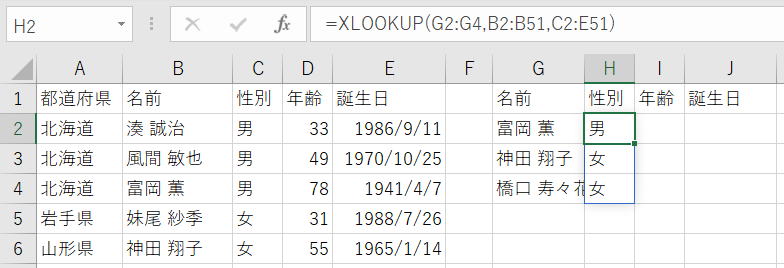 H2 fx =XLOOKUP(G2:G4,B2:B51,C2:E51)
A B C D E F G H I J
1 都道府県 名前 性別 年齢 誕生日 名前 性別 年齢 誕生日
2 北海道 湊 誠治 男 33 1986/9/11 富岡 薫 男
3 北海道 風間 敏也 男 49 1970/10/25 神田 翔子 女
4 北海道 富岡 薫 男 78 1941/4/7 橋口 寿々花 女
5 岩手県 妹尾 紗季 女 31 1988/7/26
6 山形県 神田 翔子 女 55 1965/1/14